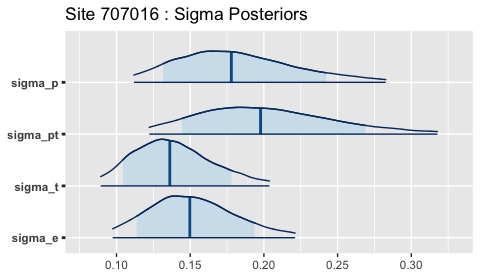 Site 707016 : Sigma Posteriors
sigma_p
sigma_pt
sigma_t
sigma_e
0.10 0.15 0.20 0.25 0.30